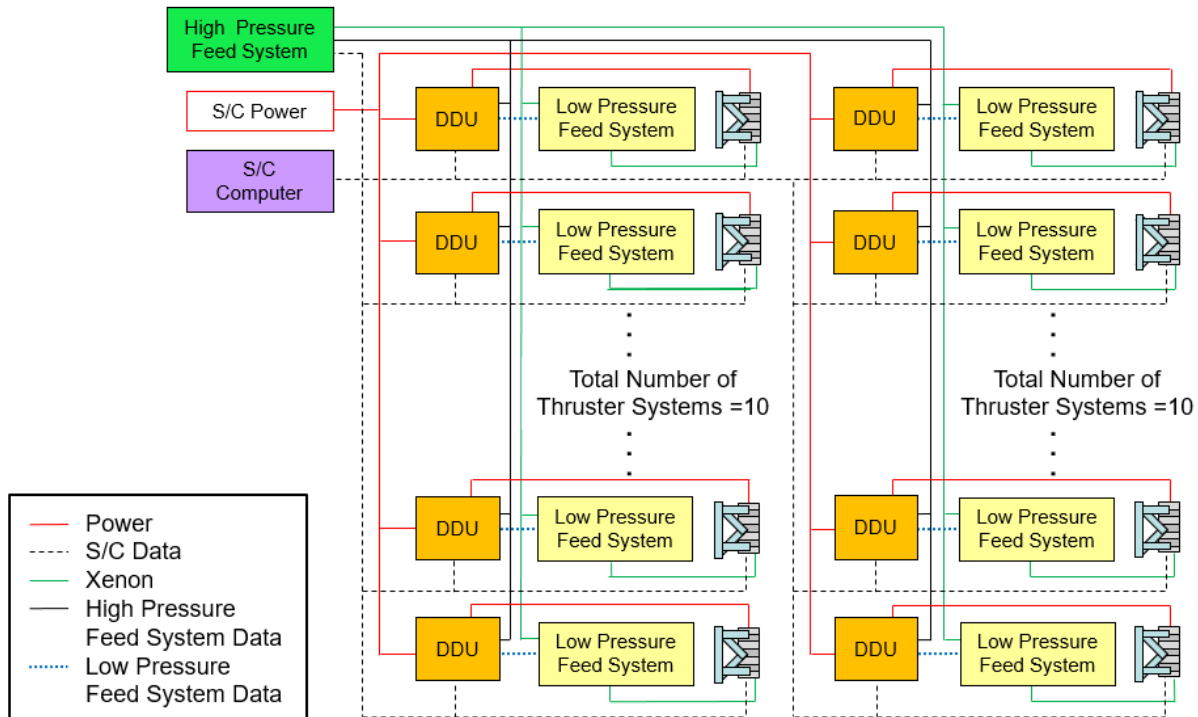 High Pressure
Feed System
S/C Power
S/C
Computer
DDU
Low Pressure
Feed System
DDU
Low Pressure
Feed System
DDU
Low Pressure
Feed System
DDU
Low Pressure
Feed System
Total Number of
Thruster Systems =10
Total Number of
Thruster Systems =10
DDU
Low Pressure
Feed System
DDU
Low Pressure
Feed System
DDU
Low Pressure
Feed System
DDU
Low Pressure
Feed System
Power
S/C Data
Xenon
High Pressure
Feed System Data
Low Pressure
Feed System Data